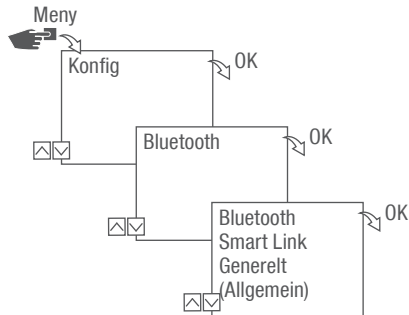 Meny
Konfig
OK
Bluetooth
OK
Bluetooth
Smart Link
Generelt
(Allgemein)
OK